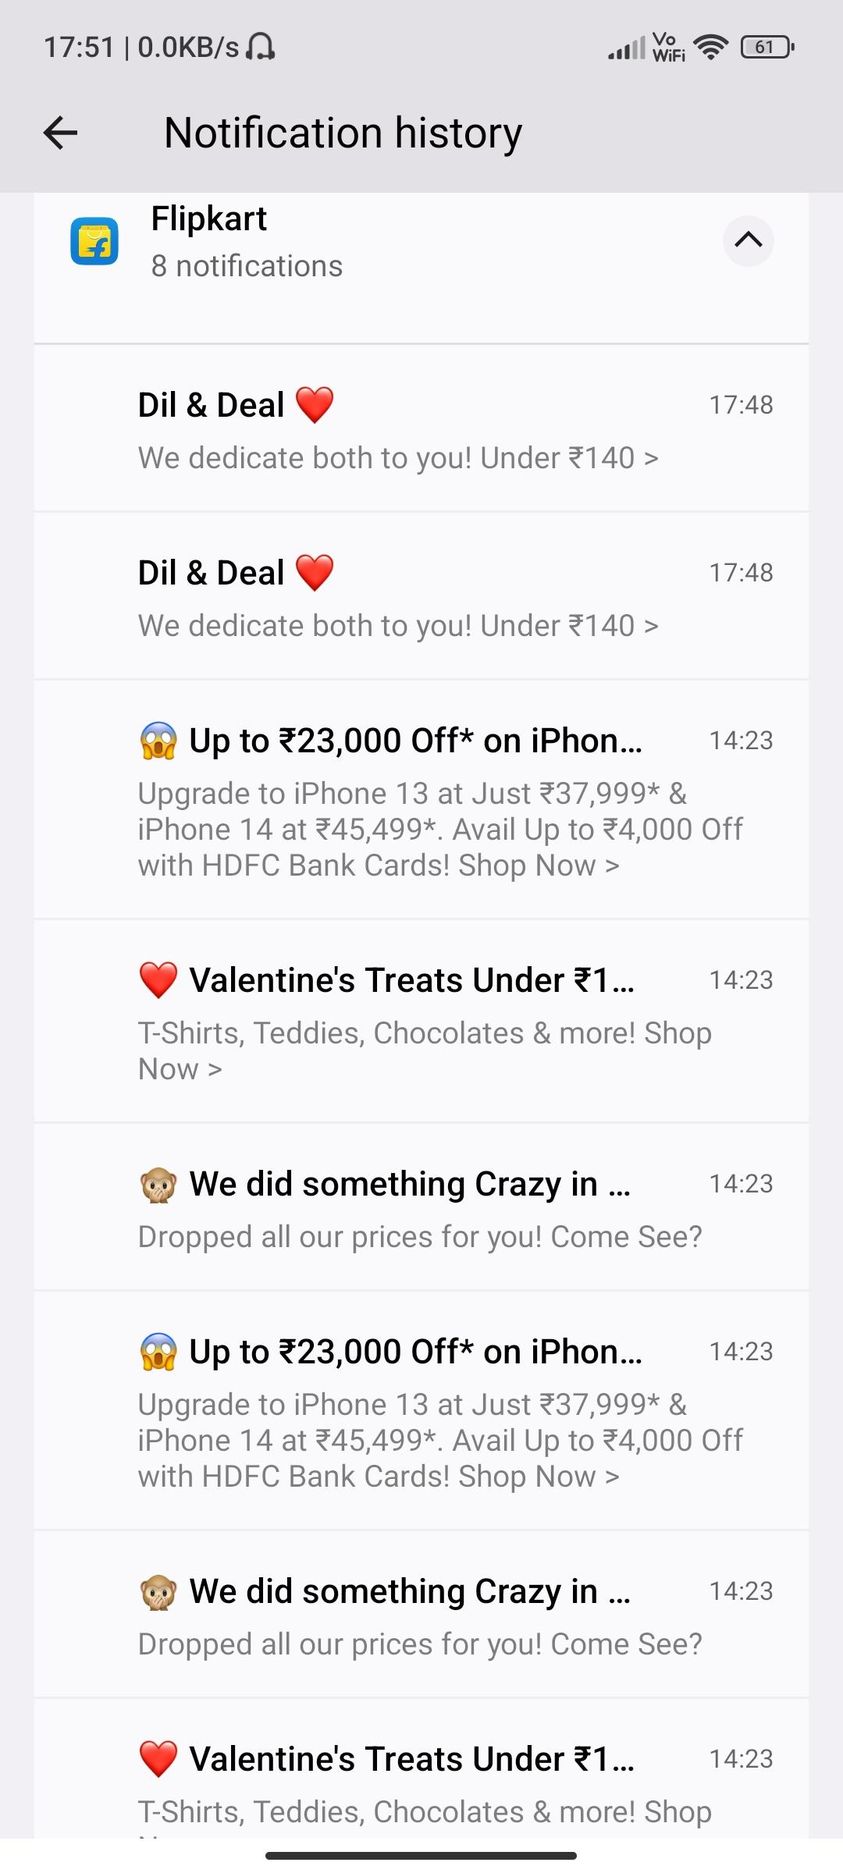 17:51 | 0.0KB/s
Vo
WiFi
61
Notification history
Flipkart
8 notifications
Dil & Deal ❤️ 17:48
We dedicate both to you! Under ₹140 >
Dil & Deal ❤️ 17:48
We dedicate both to you! Under ₹140 >
😱 Up to ₹23,000 Off* on iPhon... 14:23
Upgrade to iPhone 13 at Just ₹37,999* &
iPhone 14 at ₹45,499*. Avail Up to ₹4,000 Off
with HDFC Bank Cards! Shop Now >
❤️ Valentine's Treats Under ₹1... 14:23
T-Shirts, Teddies, Chocolates & more! Shop
Now >
🙊 We did something Crazy in ... 14:23
Dropped all our prices for you! Come See?
😱 Up to ₹23,000 Off* on iPhon... 14:23
Upgrade to iPhone 13 at Just ₹37,999* &
iPhone 14 at ₹45,499*. Avail Up to ₹4,000 Off
with HDFC Bank Cards! Shop Now >
🙊 We did something Crazy in ... 14:23
Dropped all our prices for you! Come See?
❤️ Valentine's Treats Under ₹1... 14:23
T-Shirts, Teddies, Chocolates & more! Shop